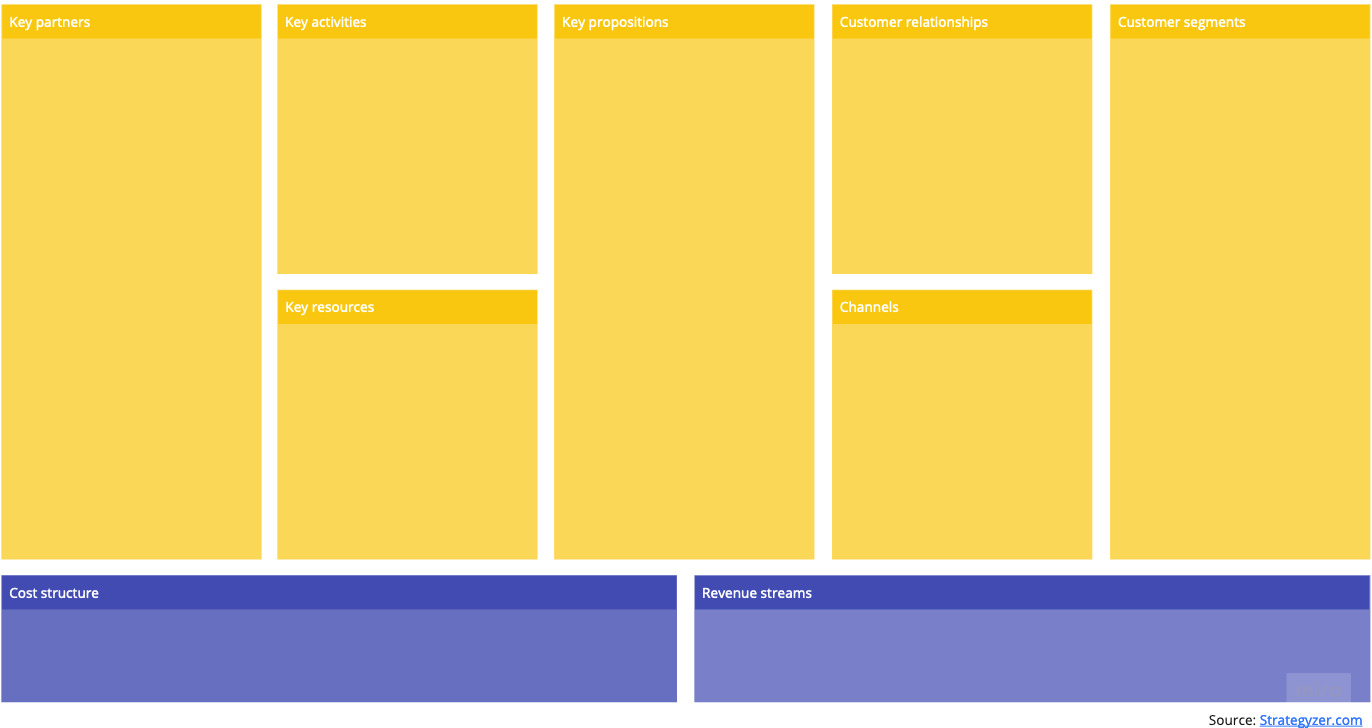 Key partners
Key activities
Key propositions
Customer relationships
Customer segments
Key resources
Channels
Cost structure
Revenue streams
Source: Strategyzer.com